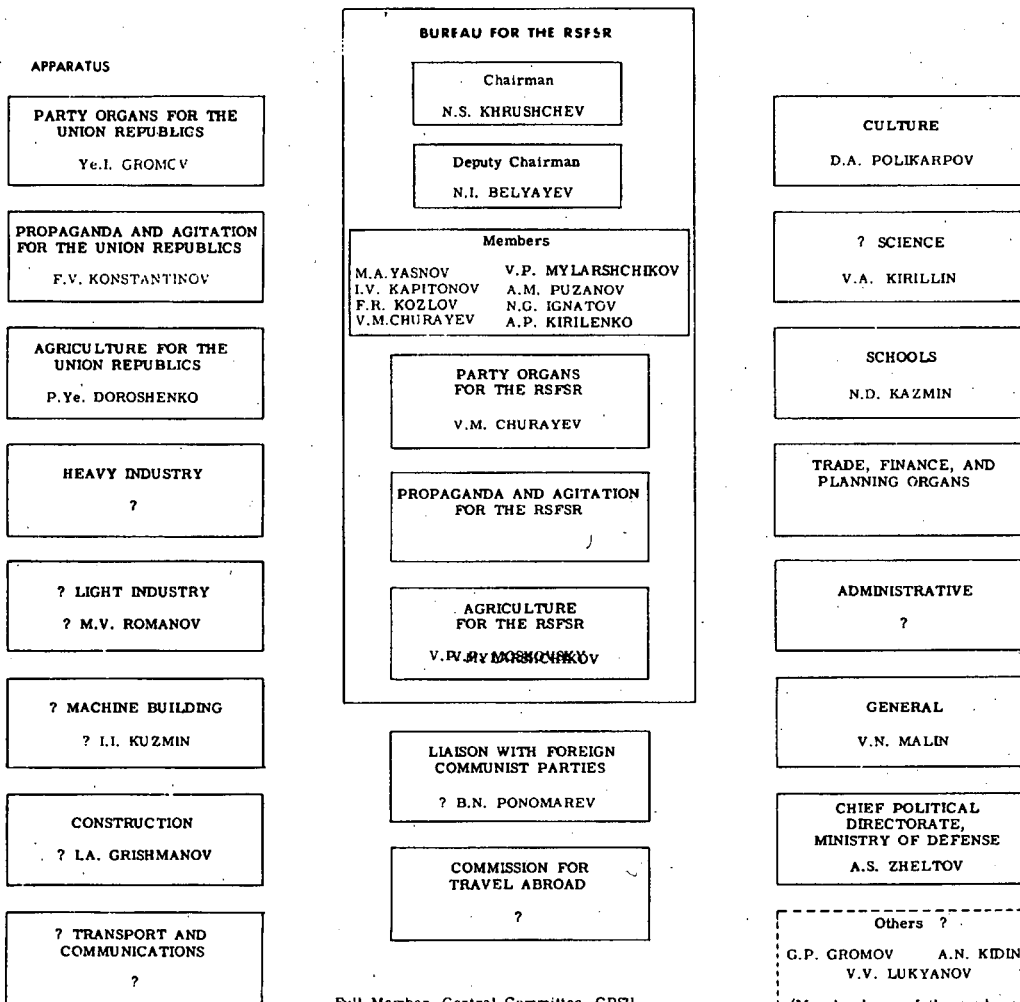 APPARATUS
PARTY ORGANS FOR THE
UNION REPUBLICS
Ye.I. GROMOV
PROPAGANDA AND AGITATION
FOR THE UNION REPUBLICS
F.V. KONSTANTINOV
AGRICULTURE FOR THE
UNION REPUBLICS
P.Ye. DOROSHENKO
HEAVY INDUSTRY
?
? LIGHT INDUSTRY
? M.V. ROMANOV
? MACHINE BUILDING
? I.I. KUZMIN
CONSTRUCTION
? I.A. GRISHMANOV
? TRANSPORT AND
COMMUNICATIONS
?
BUREAU FOR THE RSFSR
Chairman
N.S. KHRUSHCHEV
Deputy Chairman
N.I. BELYAYEV
Members
M.A.YASNOV V.P. MYLARSHCHIKOV
I.V. KAPITONOV A.M. PUZANOV
F.R. KOZLOV N.G. IGNATOV
V.M.CHURAYEV A.P. KIRILENKO
PARTY ORGANS
FOR THE RSFSR
V.M. CHURAYEV
PROPAGANDA AND AGITATION
FOR THE RSFSR
AGRICULTURE
FOR THE RSFSR
LIAISON WITH FOREIGN
COMMUNIST PARTIES
? B.N. PONOMAREV
COMMISSION FOR
TRAVEL ABROAD
?
Full Member, Central Committee, CPSU
CULTURE
D.A. POLIKARPOV
? SCIENCE
V.A. KIRILLIN
SCHOOLS
N.D. KAZMIN
TRADE, FINANCE, AND
PLANNING ORGANS
ADMINISTRATIVE
?
GENERAL
V.N. MALIN
CHIEF POLITICAL
DIRECTORATE,
MINISTRY OF DEFENSE
A.S. ZHELTOV
Others ?
G.P. GROMOV A.N. KIDIN
V.V. LUKYANOV